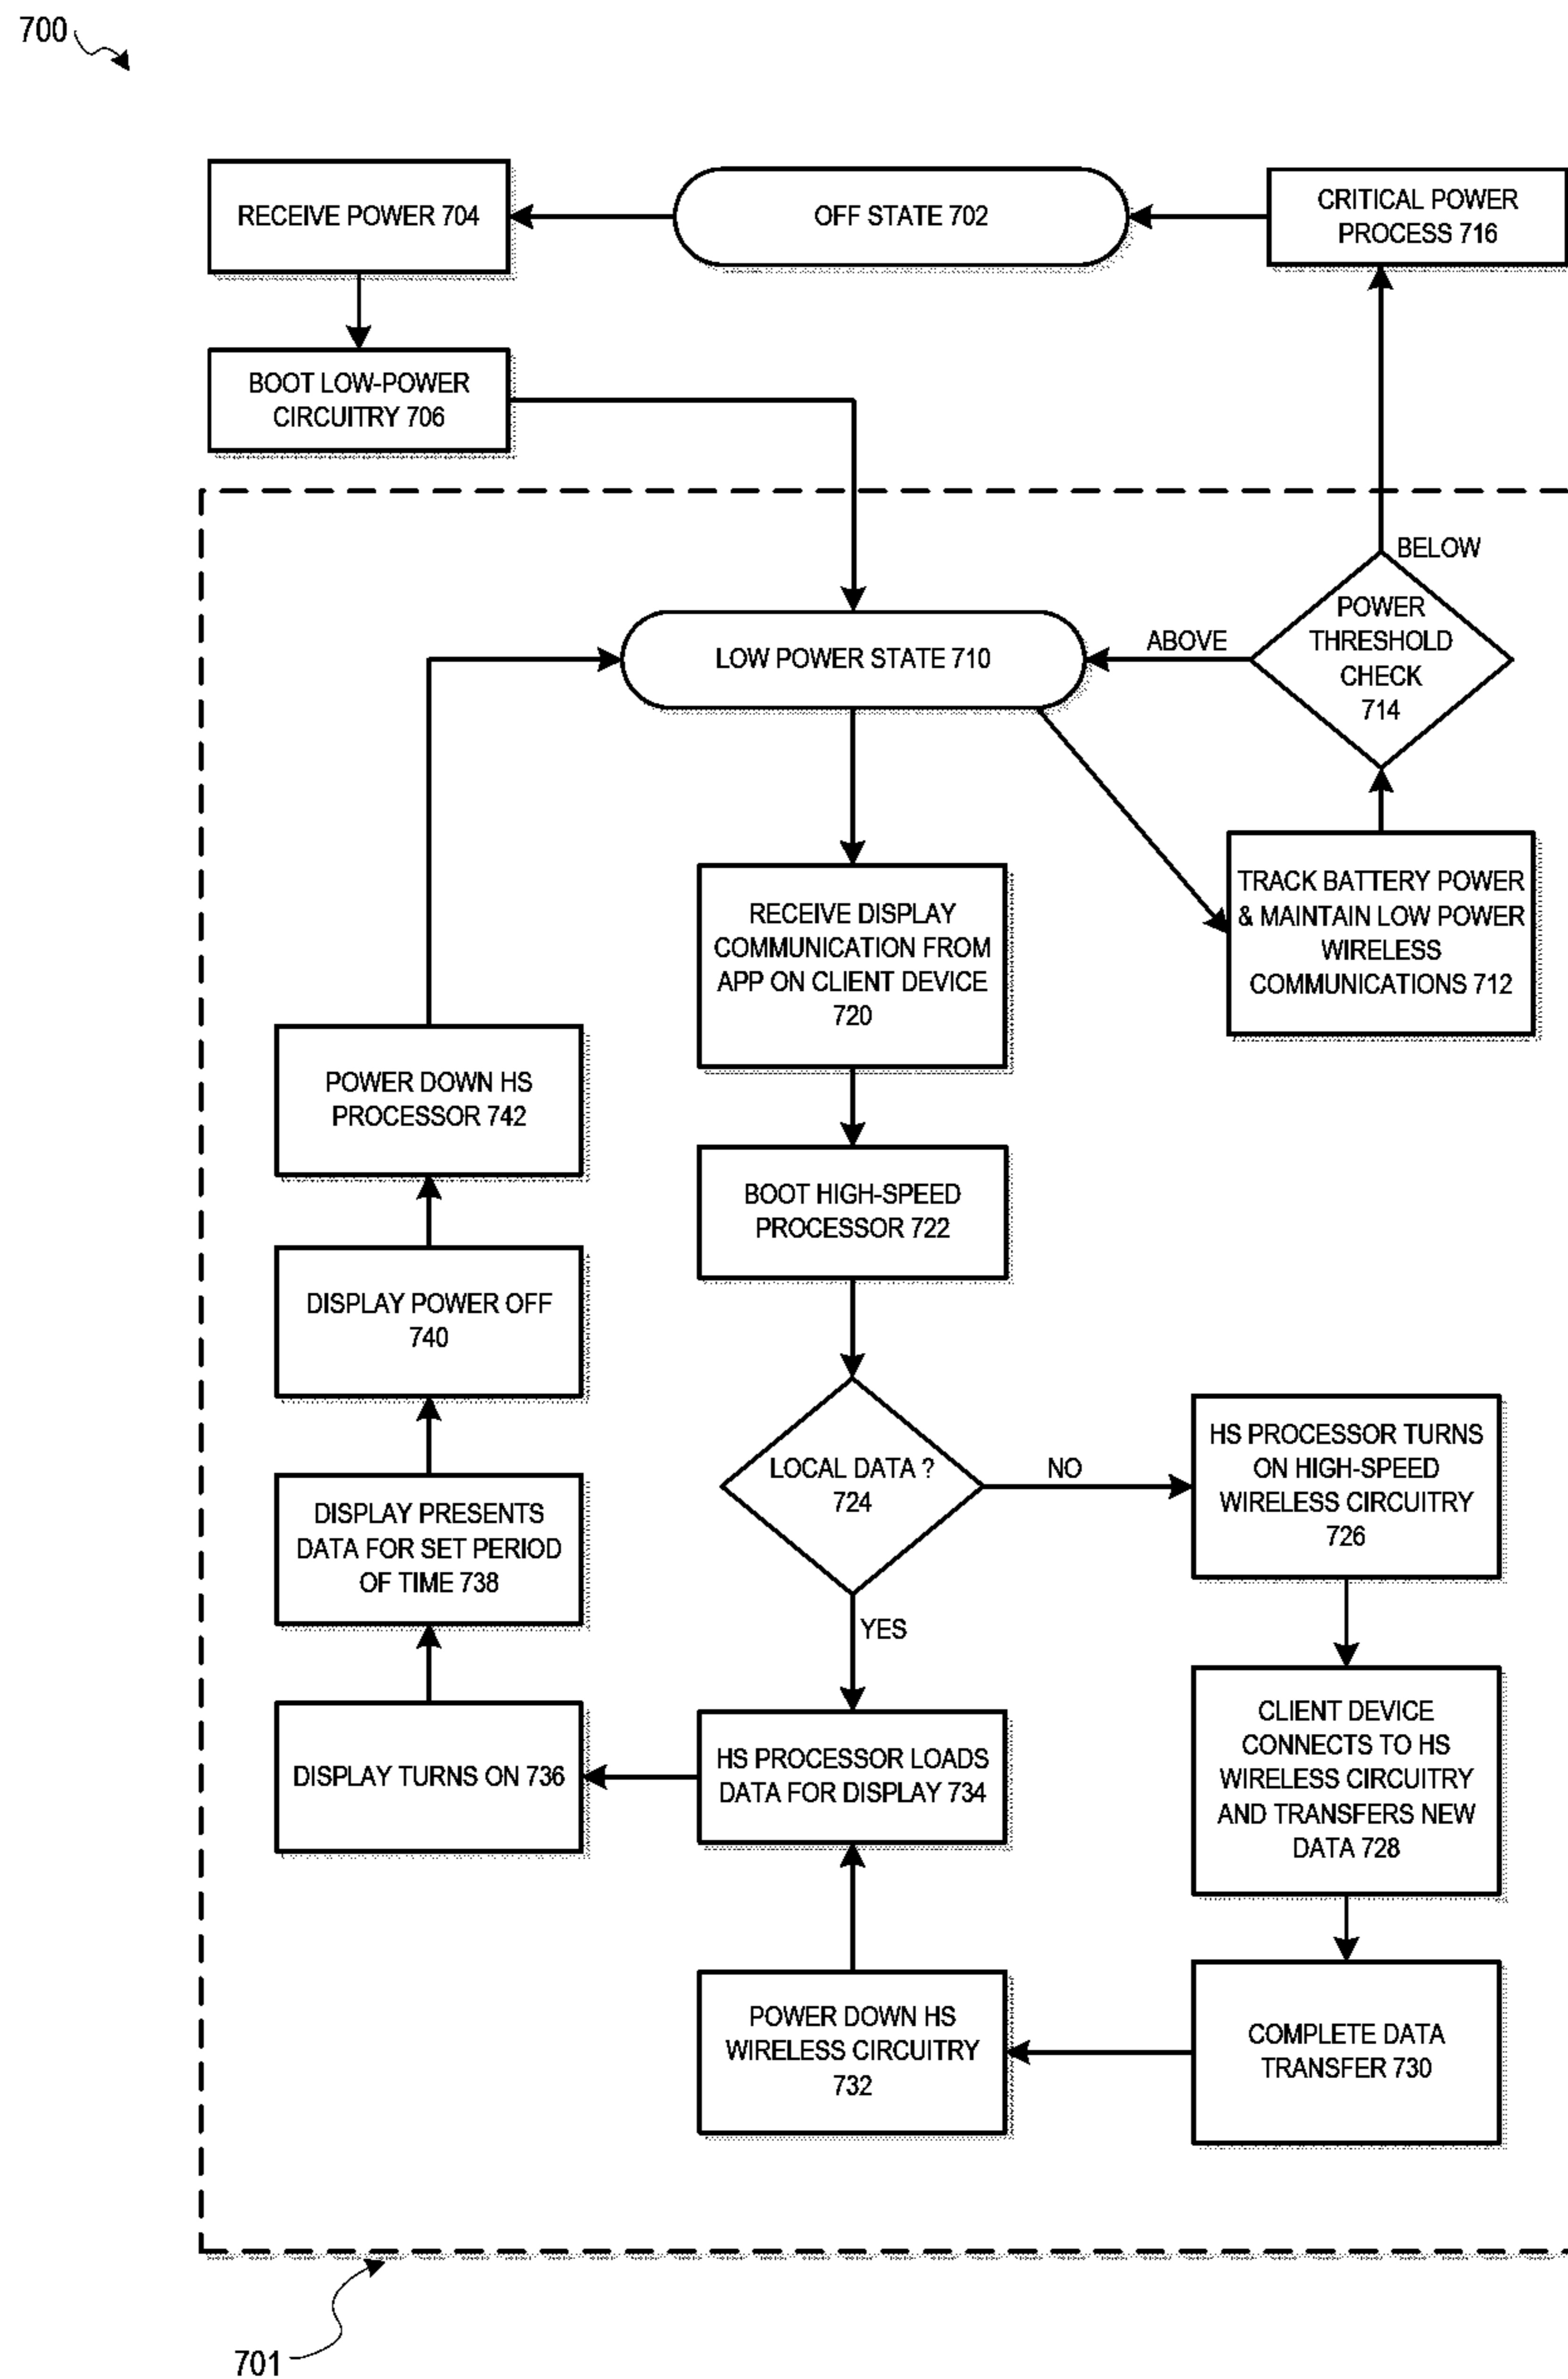 700
RECEIVE POWER 704
OFF STATE 702
CRITICAL POWER
PROCESS 716
BOOT LOW-POWER
CIRCUITRY 706
BELOW
POWER
THRESHOLD
CHECK
714
ABOVE
LOW POWER STATE 710
TRACK BATTERY POWER
& MAINTAIN LOW POWER
WIRELESS
COMMUNICATIONS 712
RECEIVE DISPLAY
COMMUNICATION FROM
APP ON CLIENT DEVICE
720
POWER DOWN HS
PROCESSOR 742
BOOT HIGH-SPEED
PROCESSOR 722
DISPLAY POWER OFF
740
LOCAL DATA ?
724
NO
HS PROCESSOR TURNS
ON HIGH-SPEED
WIRELESS CIRCUITRY
726
DISPLAY PRESENTS
DATA FOR SET PERIOD
OF TIME 738
YES
CLIENT DEVICE
CONNECTS TO HS
WIRELESS CIRCUITRY
AND TRANSFERS NEW
DATA 728
DISPLAY TURNS ON 736
HS PROCESSOR LOADS
DATA FOR DISPLAY 734
POWER DOWN HS
WIRELESS CIRCUITRY
732
COMPLETE DATA
TRANSFER 730
701